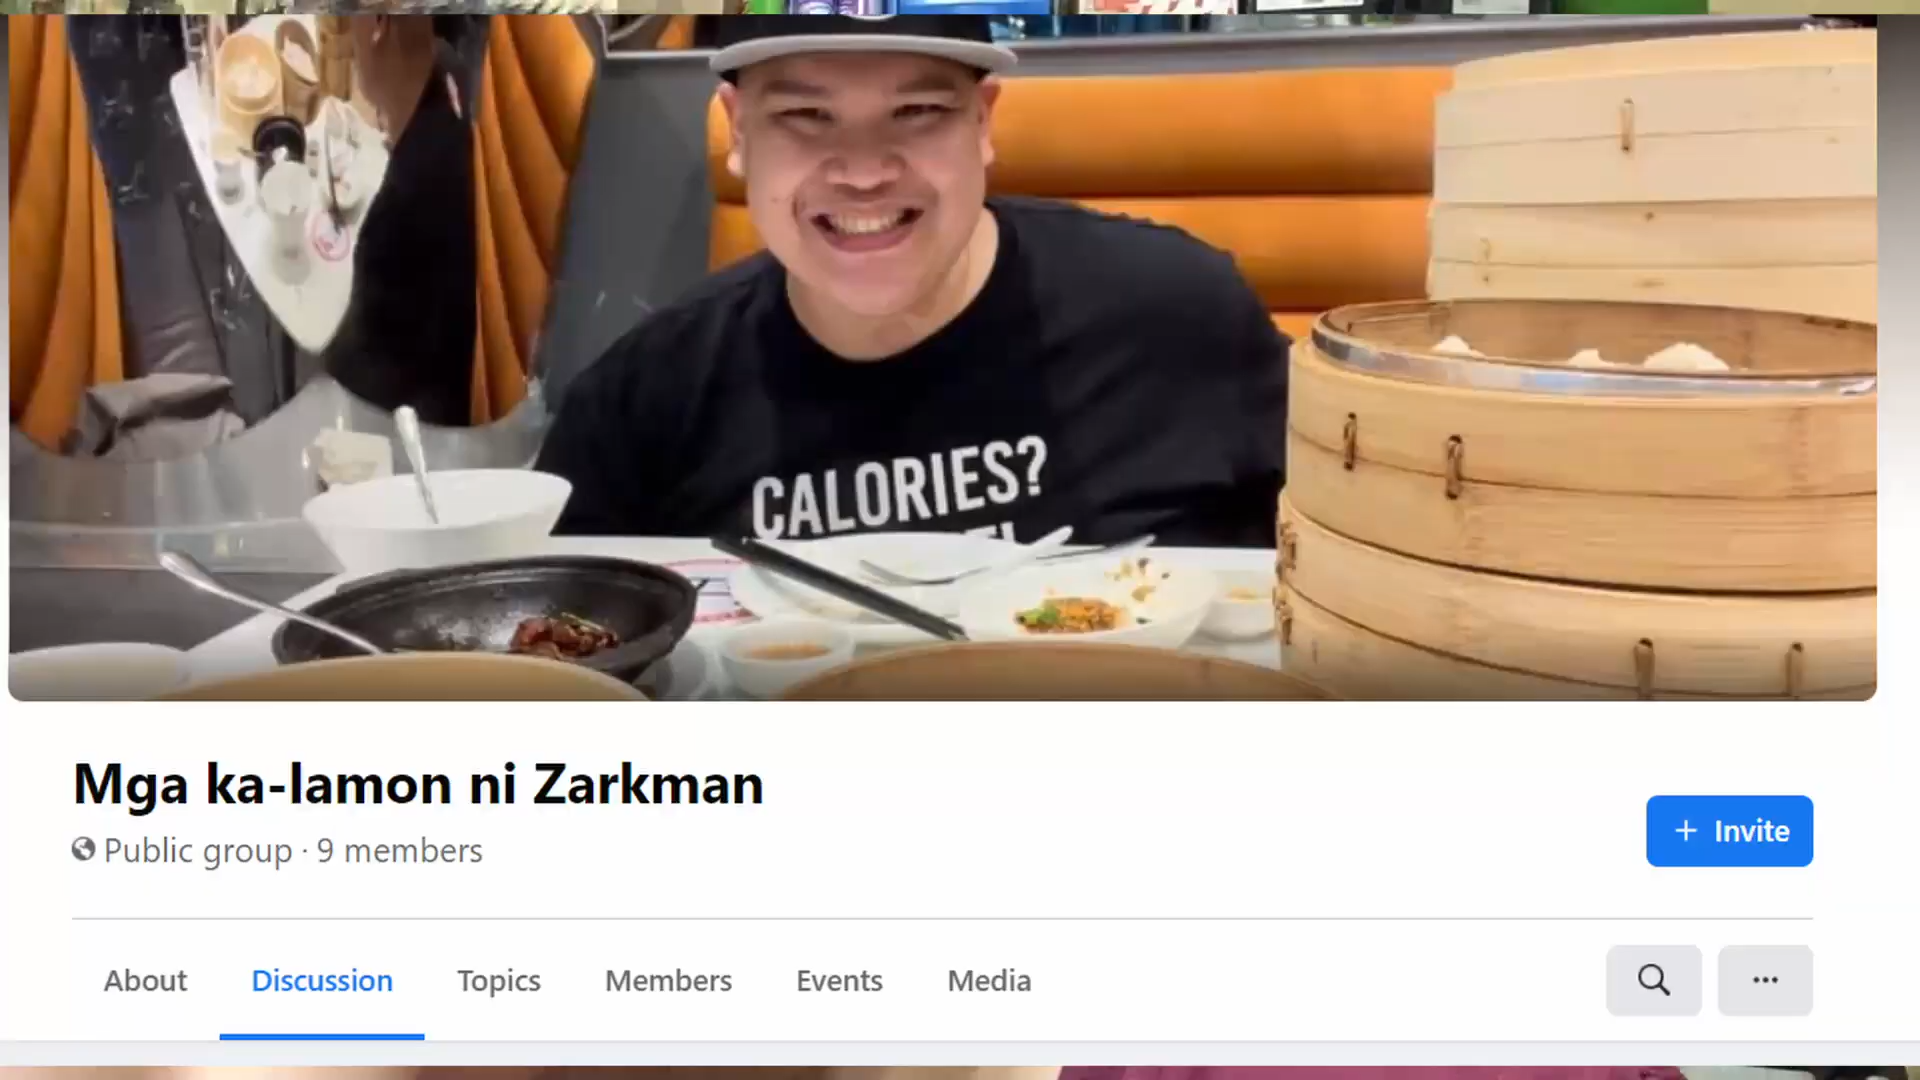 CALORIES?
Mga ka-lamon ni Zarkman
Public group · 9 members
+ Invite
About
Discussion
Topics
Members
Events
Media